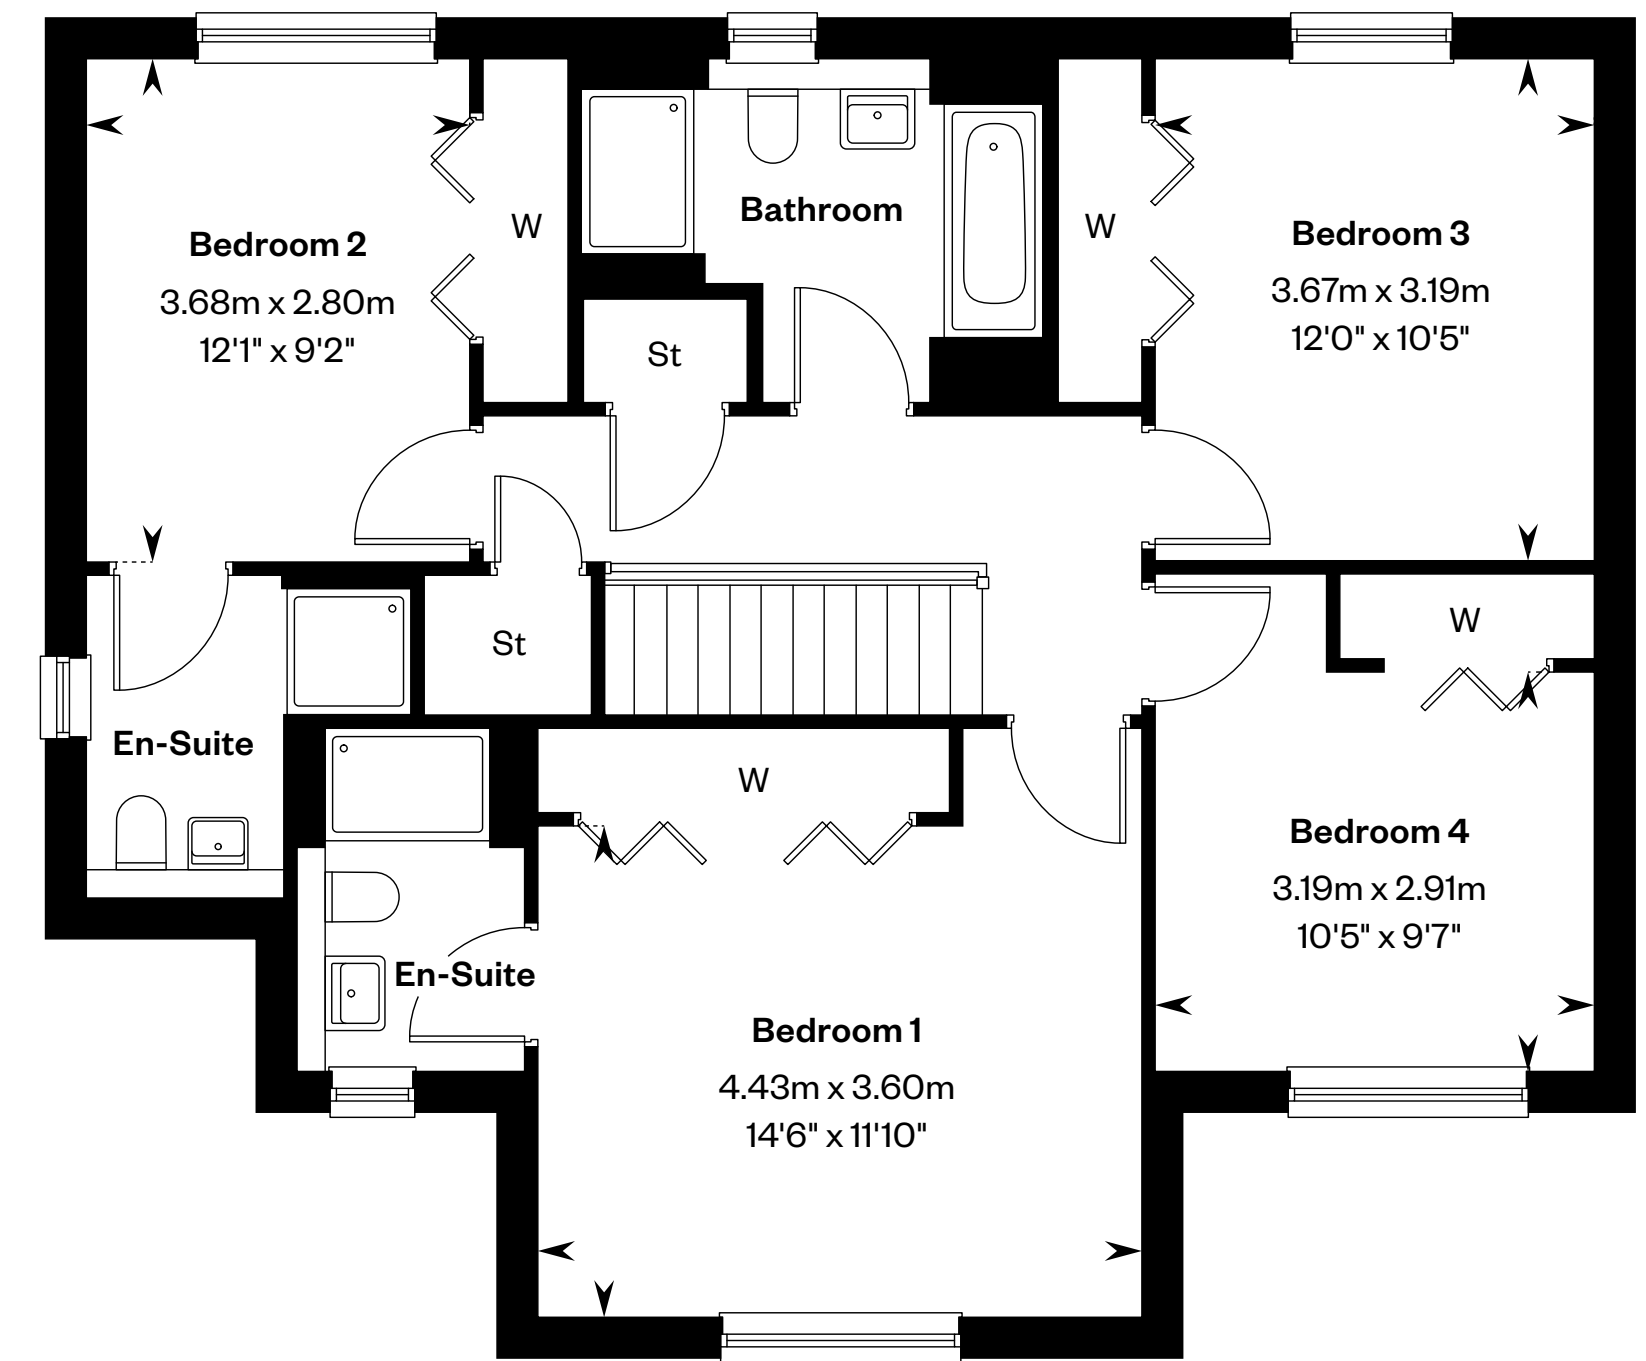 Bedroom 2
3.68m x 2.80m
12'1" x 9'2"
W
Bathroom
St
W
Bedroom 3
3.67m x 3.19m
12'0" x 10'5"
St
En-Suite
W
W
En-Suite
Bedroom 1
4.43m x 3.60m
14'6" x 11'10"
Bedroom 4
3.19m x 2.91m
10'5" x 9'7"